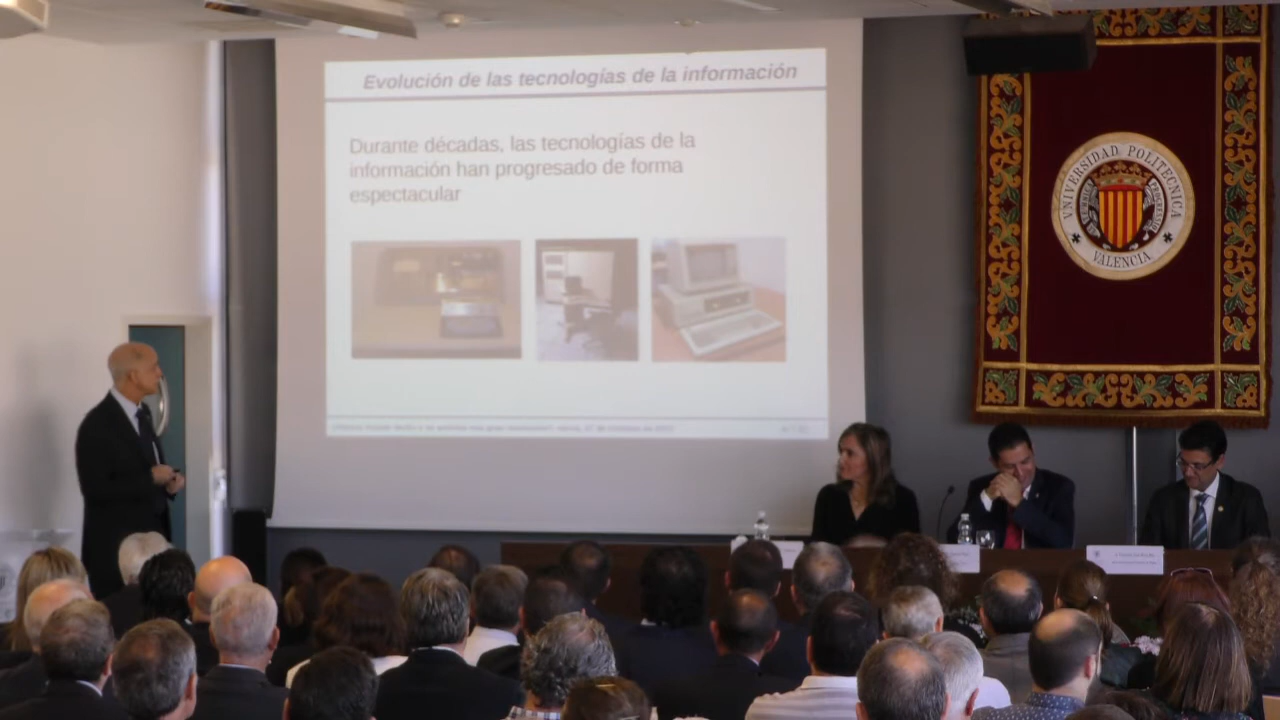 Evolución de las tecnologías de la información
Durante décadas, las tecnologías de la
información han progresado de forma
espectacular
VNIVERSIDAD POLITECNICA
VALENCIA